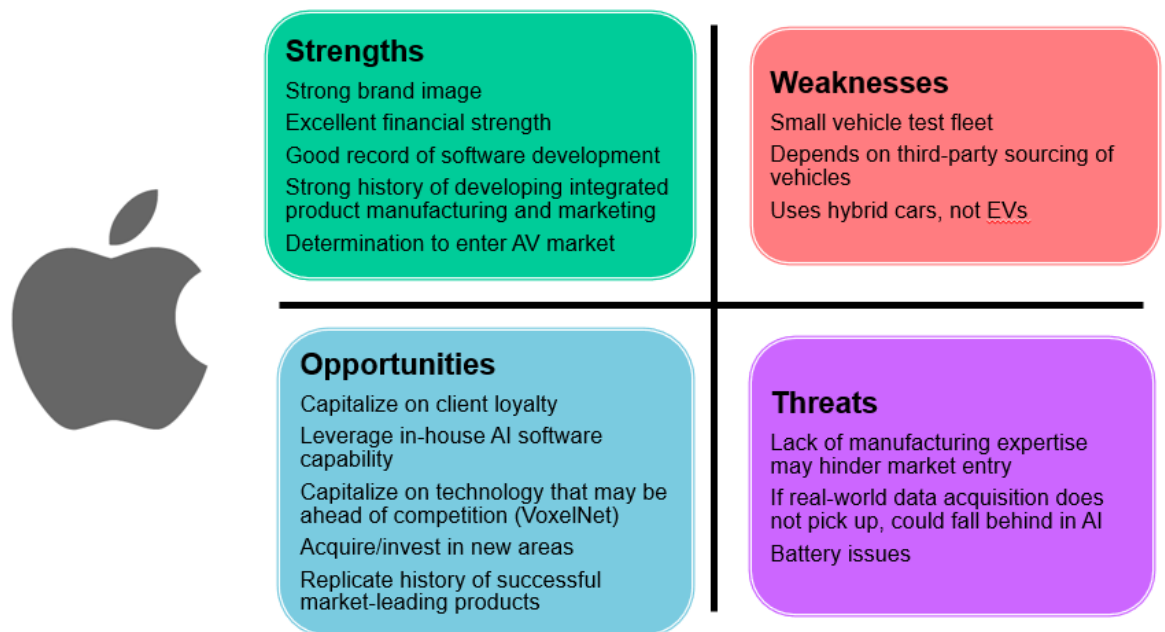 Strengths
Strong brand image
Excellent financial strength
Good record of software development
Strong history of developing integrated
product manufacturing and marketing
Determination to enter AV market
Weaknesses
Small vehicle test fleet
Depends on third-party sourcing of
vehicles
Uses hybrid cars, not EVs
Opportunities
Capitalize on client loyalty
Leverage in-house AI software
capability
Capitalize on technology that may be
ahead of competition (VoxelNet)
Acquire/invest in new areas
Replicate history of successful
market-leading products
Threats
Lack of manufacturing expertise
may hinder market entry
If real-world data acquisition does
not pick up, could fall behind in AI
Battery issues